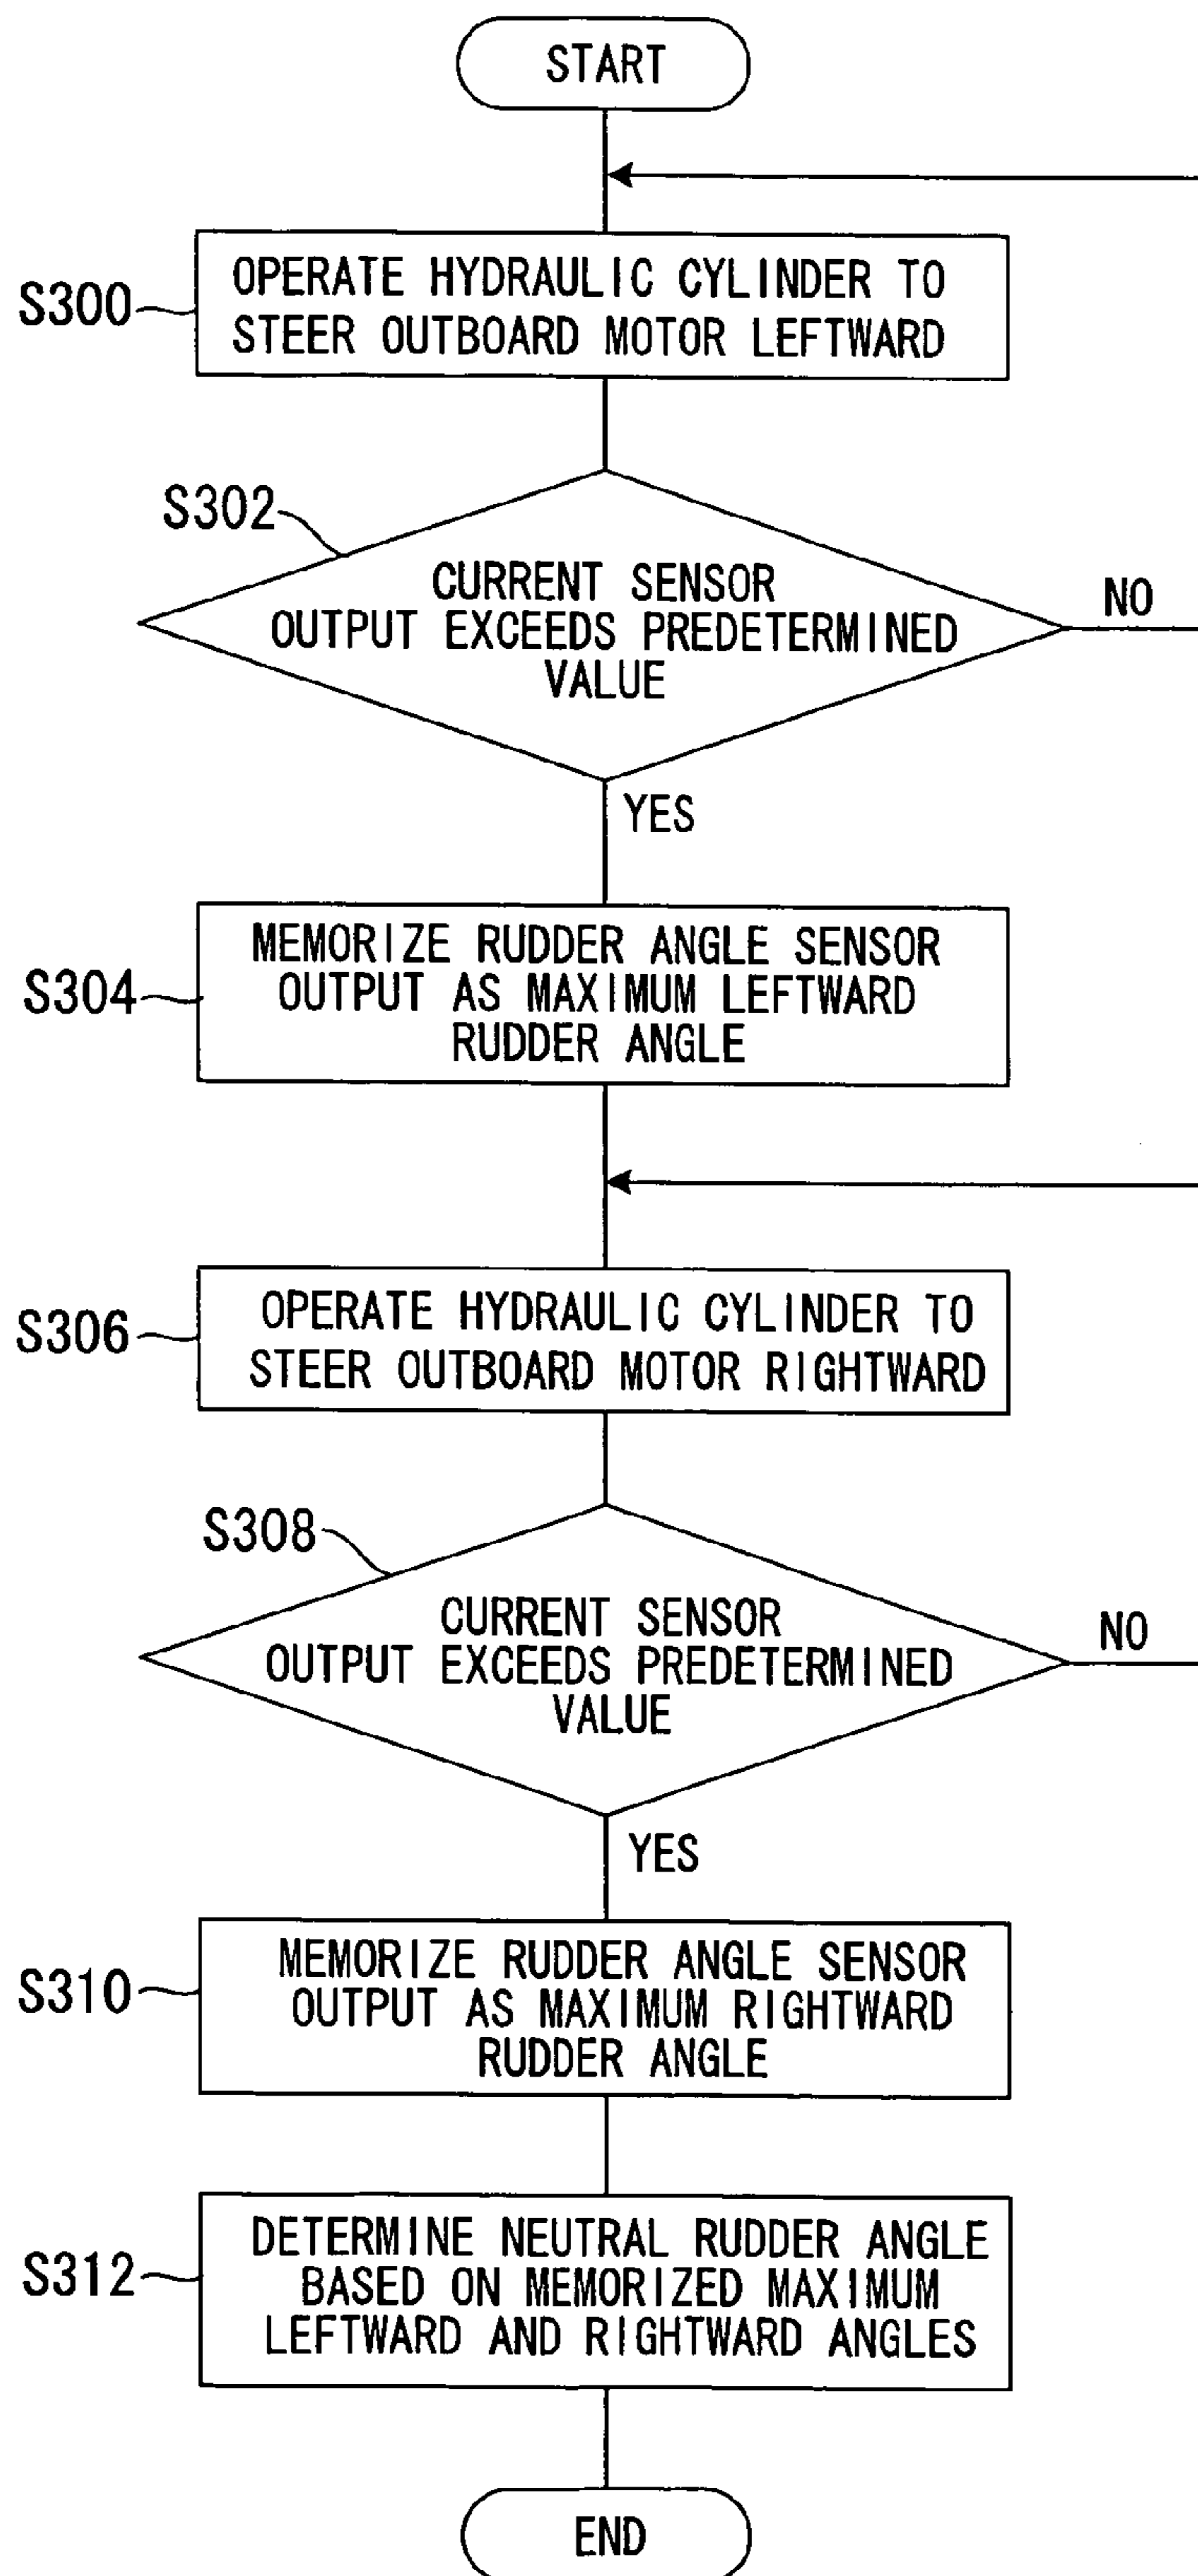 START
S300
OPERATE HYDRAULIC CYLINDER TO
STEER OUTBOARD MOTOR LEFTWARD
S302
CURRENT SENSOR
OUTPUT EXCEEDS PREDETERMINED
VALUE
NO
YES
S304
MEMORIZE RUDDER ANGLE SENSOR
OUTPUT AS MAXIMUM LEFTWARD
RUDDER ANGLE
S306
OPERATE HYDRAULIC CYLINDER TO
STEER OUTBOARD MOTOR RIGHTWARD
S308
CURRENT SENSOR
OUTPUT EXCEEDS PREDETERMINED
VALUE
NO
YES
S310
MEMORIZE RUDDER ANGLE SENSOR
OUTPUT AS MAXIMUM RIGHTWARD
RUDDER ANGLE
S312
DETERMINE NEUTRAL RUDDER ANGLE
BASED ON MEMORIZED MAXIMUM
LEFTWARD AND RIGHTWARD ANGLES
END